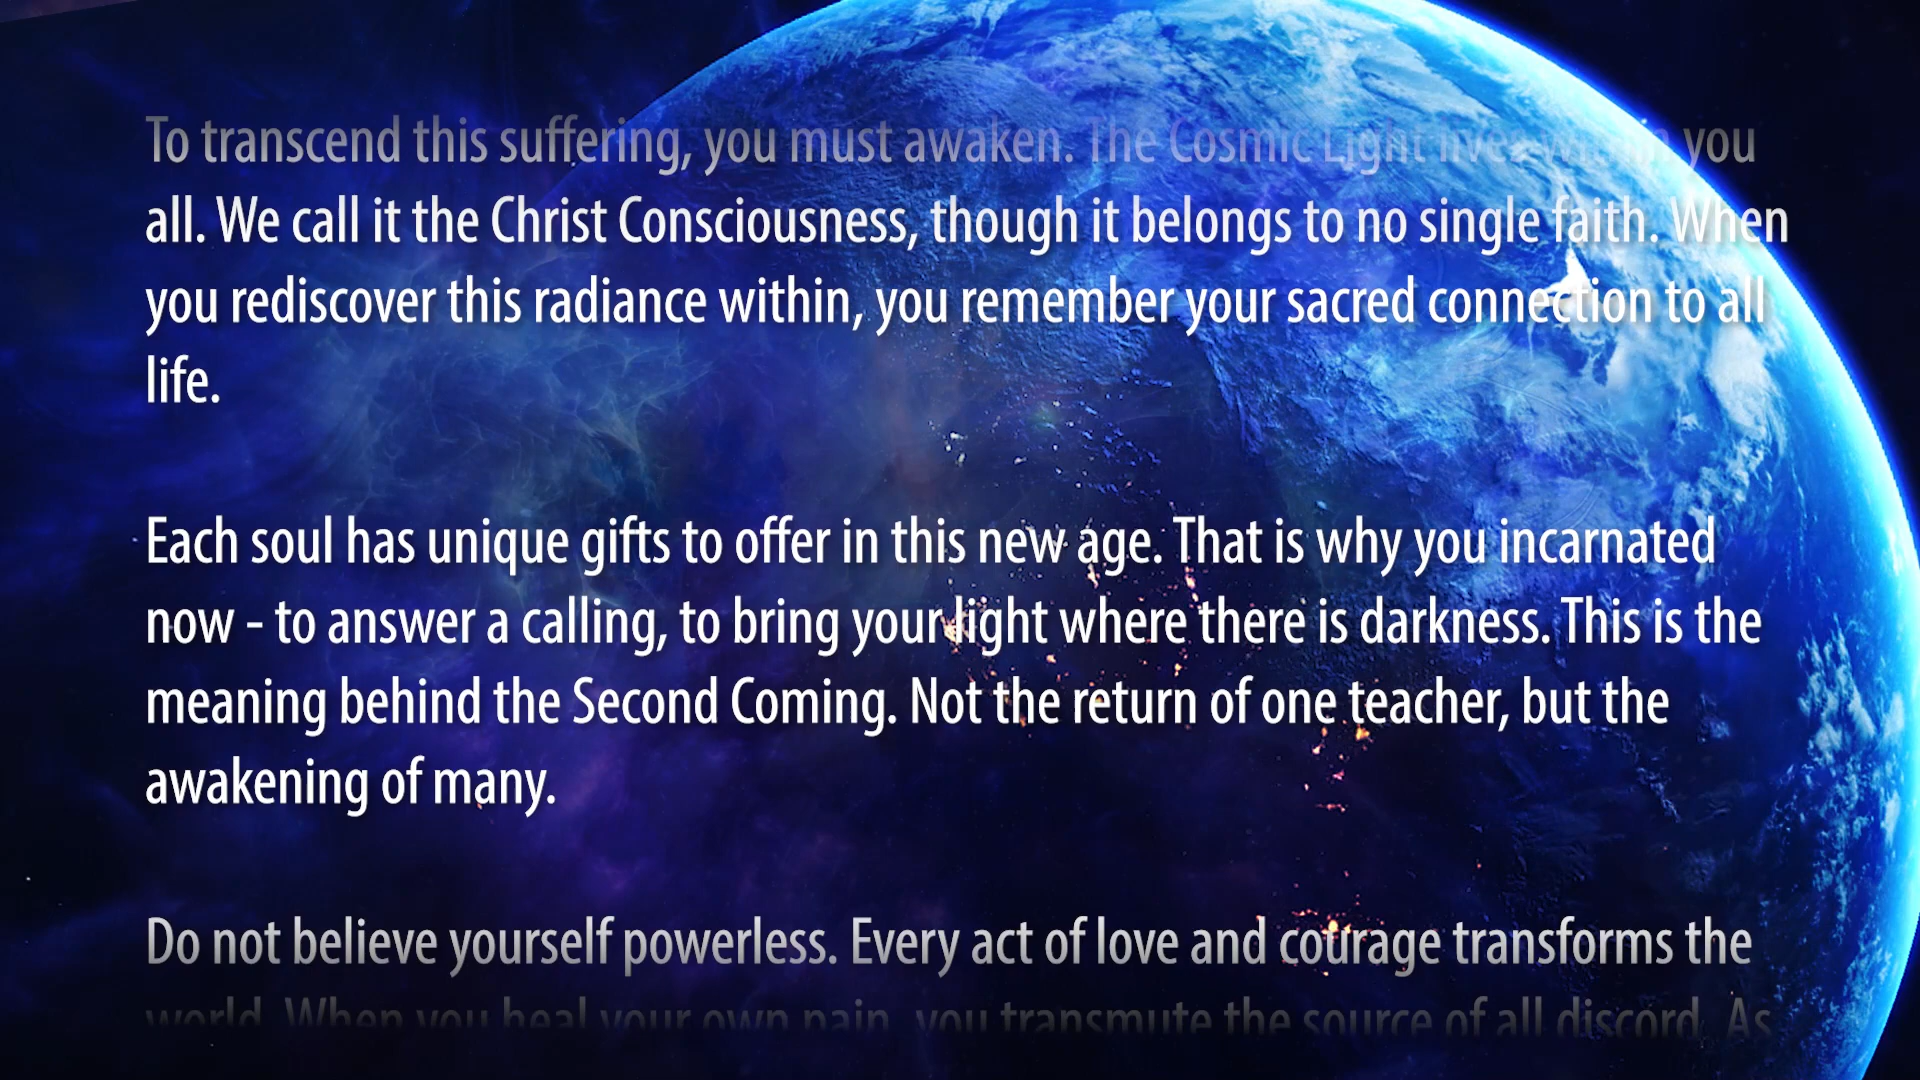 To transcend this suffering, you must awaken. The Cosmic Light lives within you
all. We call it the Christ Consciousness, though it belongs to no single faith. When
you rediscover this radiance within, you remember your sacred connection to all
life.
Each soul has unique gifts to offer in this new age. That is why you incarnated
now - to answer a calling, to bring your light where there is darkness. This is the
meaning behind the Second Coming. Not the return of one teacher, but the
awakening of many.
Do not believe yourself powerless. Every act of love and courage transforms the
world. When you heal your own pain, you transmute the source of all discord. As